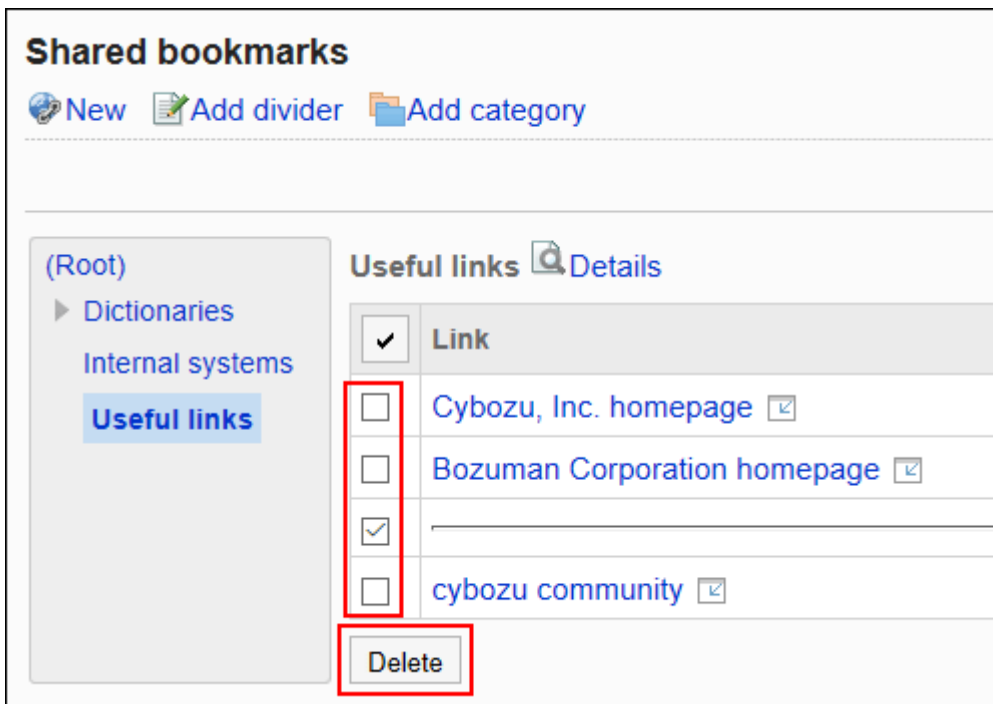 Shared bookmarks
New Add divider Add category
(Root)
Dictionaries
Internal systems
Useful links
Useful links Details
Link
Cybozu, Inc. homepage
Bozuman Corporation homepage
cybozu community
Delete